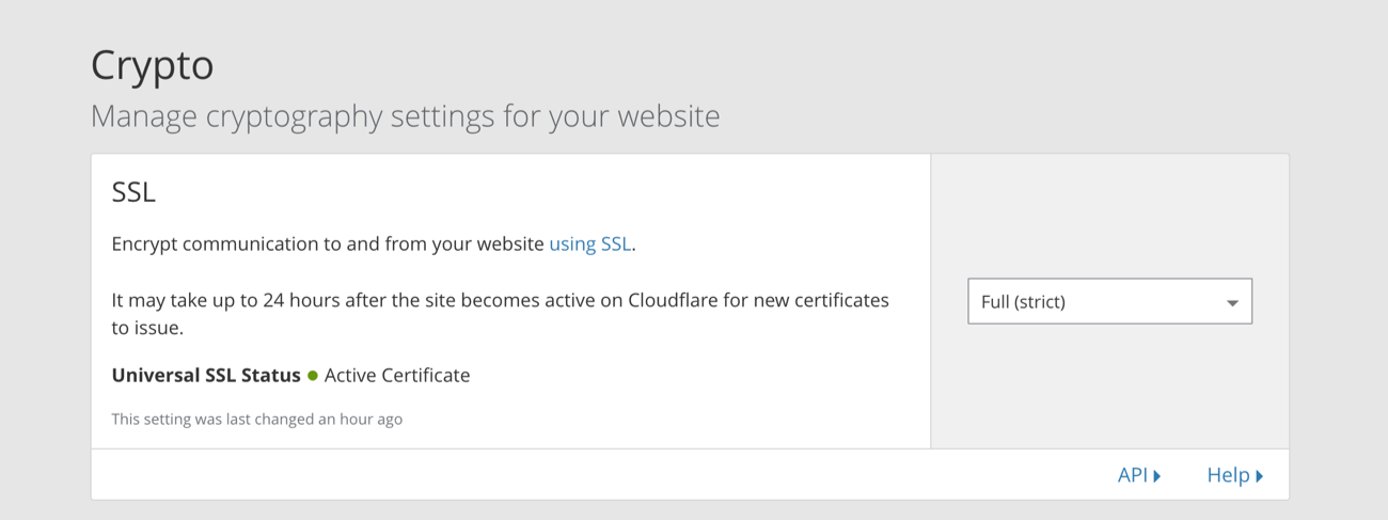 Crypto
Manage cryptography settings for your website
SSL
Encrypt communication to and from your website using SSL.
It may take up to 24 hours after the site becomes active on Cloudflare for new certificates
to issue.
Full (strict)
Universal SSL Status ● Active Certificate
This setting was last changed an hour ago
API Help